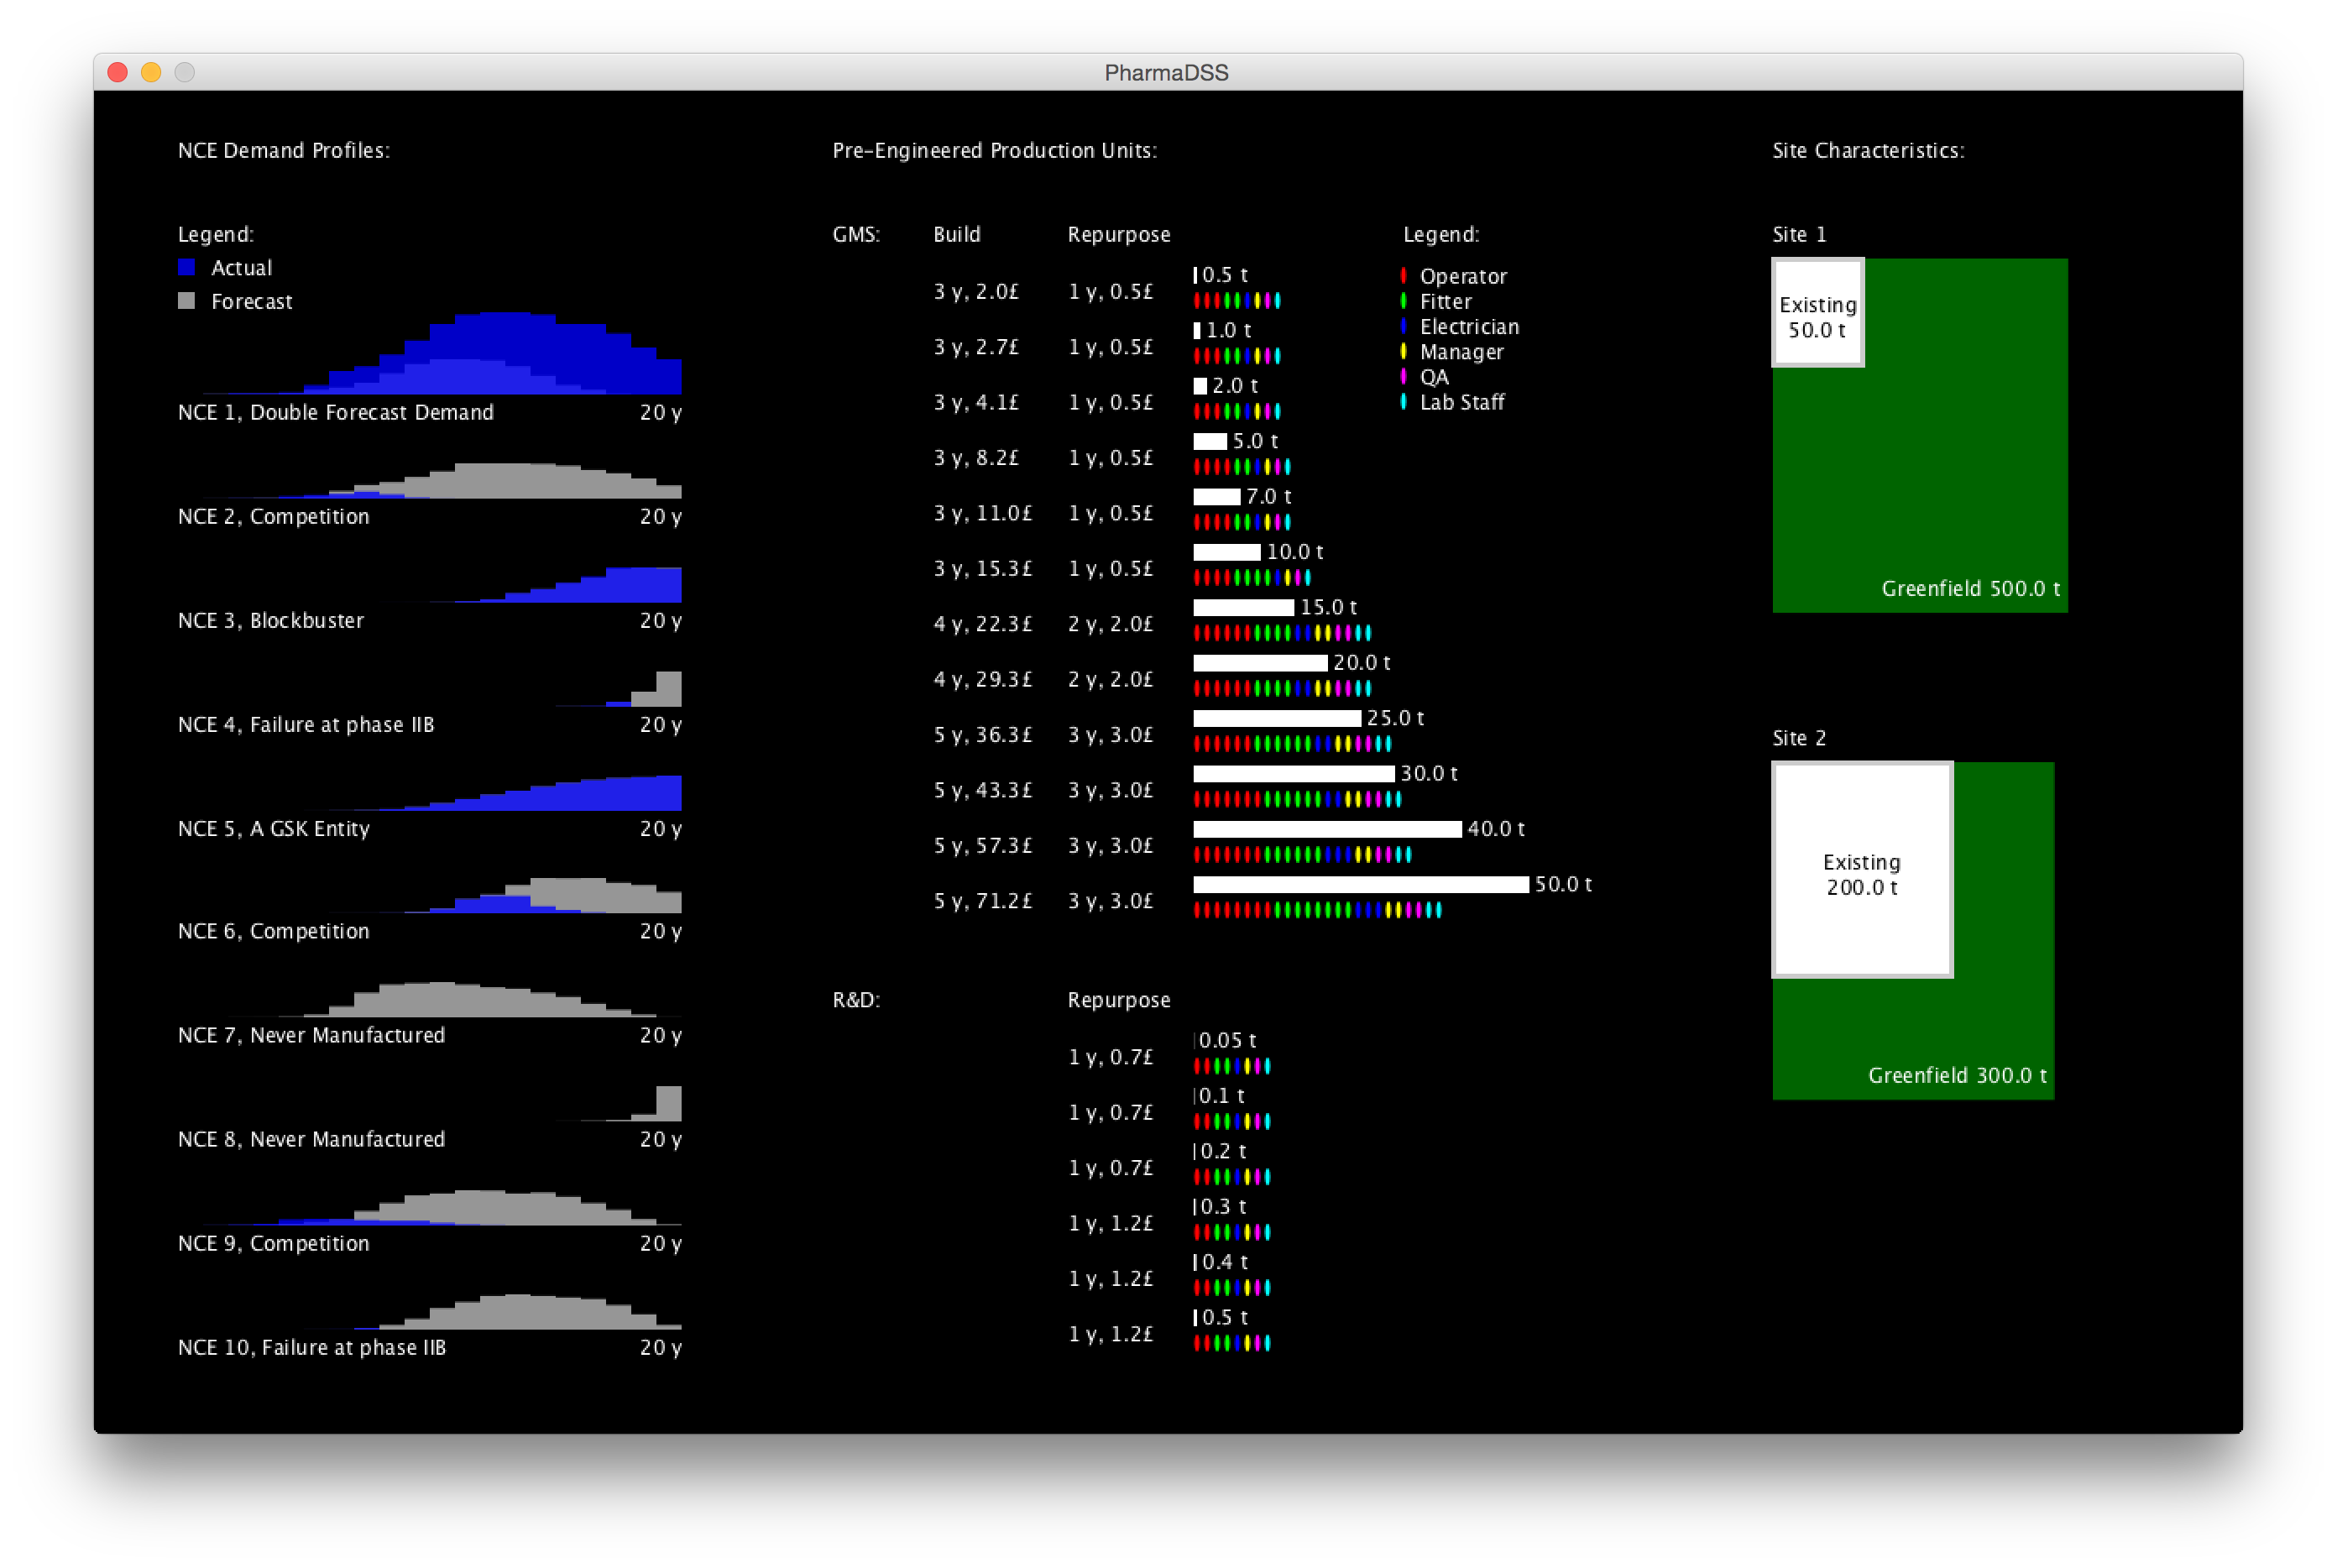 PharmaDSS
NCE Demand Profiles:
Legend:
Actual
Forecast
NCE 1, Double Forecast Demand 20 y
NCE 2, Competition 20 y
NCE 3, Blockbuster 20 y
NCE 4, Failure at phase IIB 20 y
NCE 5, A GSK Entity 20 y
NCE 6, Competition 20 y
NCE 7, Never Manufactured 20 y
NCE 8, Never Manufactured 20 y
NCE 9, Competition 20 y
NCE 10, Failure at phase IIB 20 y
Pre-Engineered Production Units:
GMS: Build Repurpose
0.5 t
3 y, 2.0£ 1 y, 0.5£
1.0 t
3 y, 2.7£ 1 y, 0.5£
2.0 t
3 y, 4.1£ 1 y, 0.5£
5.0 t
3 y, 8.2£ 1 y, 0.5£
7.0 t
3 y, 11.0£ 1 y, 0.5£
10.0 t
3 y, 15.3£ 1 y, 0.5£
15.0 t
4 y, 22.3£ 2 y, 2.0£
20.0 t
4 y, 29.3£ 2 y, 2.0£
25.0 t
5 y, 36.3£ 3 y, 3.0£
30.0 t
5 y, 43.3£ 3 y, 3.0£
40.0 t
5 y, 57.3£ 3 y, 3.0£
50.0 t
5 y, 71.2£ 3 y, 3.0£
Legend:
Operator
Fitter
Electrician
Manager
QA
Lab Staff
R&D: Repurpose
0.05 t
1 y, 0.7£
0.1 t
1 y, 0.7£
0.2 t
1 y, 0.7£
0.3 t
1 y, 1.2£
0.4 t
1 y, 1.2£
0.5 t
1 y, 1.2£
Site Characteristics:
Site 1
Existing
50.0 t
Greenfield 500.0 t
Site 2
Existing
200.0 t
Greenfield 300.0 t